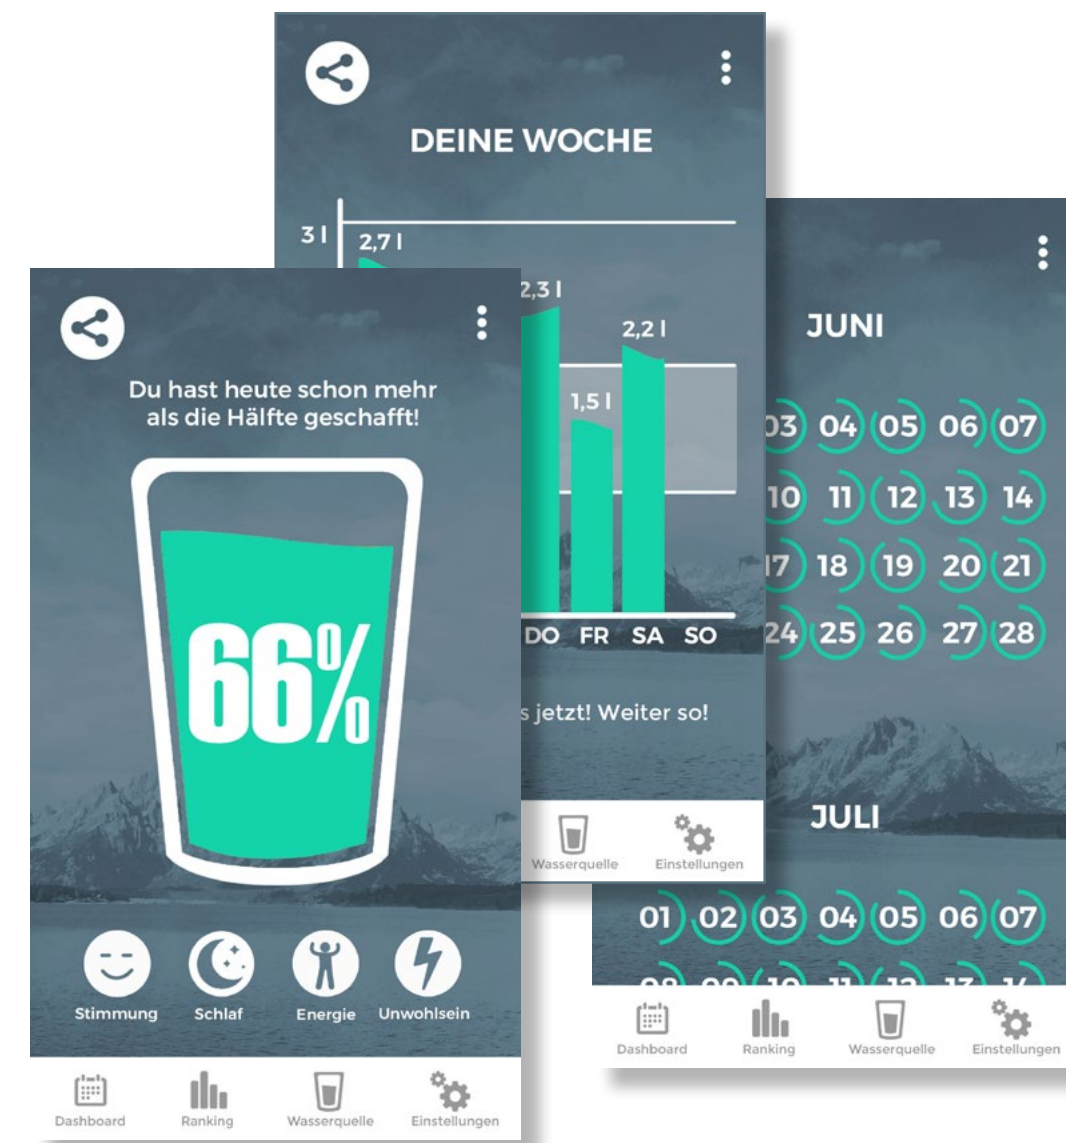 DEINE WOCHE
3 l
2,7 l
2,3 l
1,5 l
2,2 l
DO FR SA SO
jetzt! Weiter so!
Wasserquelle Einstellungen
Du hast heute schon mehr
als die Hälfte geschafft!
66%
Stimmung Schlaf Energie Unwohlsein
Dashboard Ranking Wasserquelle Einstellungen
JUNI
03 04 05 06 07
10 11 12 13 14
17 18 19 20 21
24 25 26 27 28
JULI
01 02 03 04 05 06 07
Dashboard Ranking Wasserquelle Einstellungen